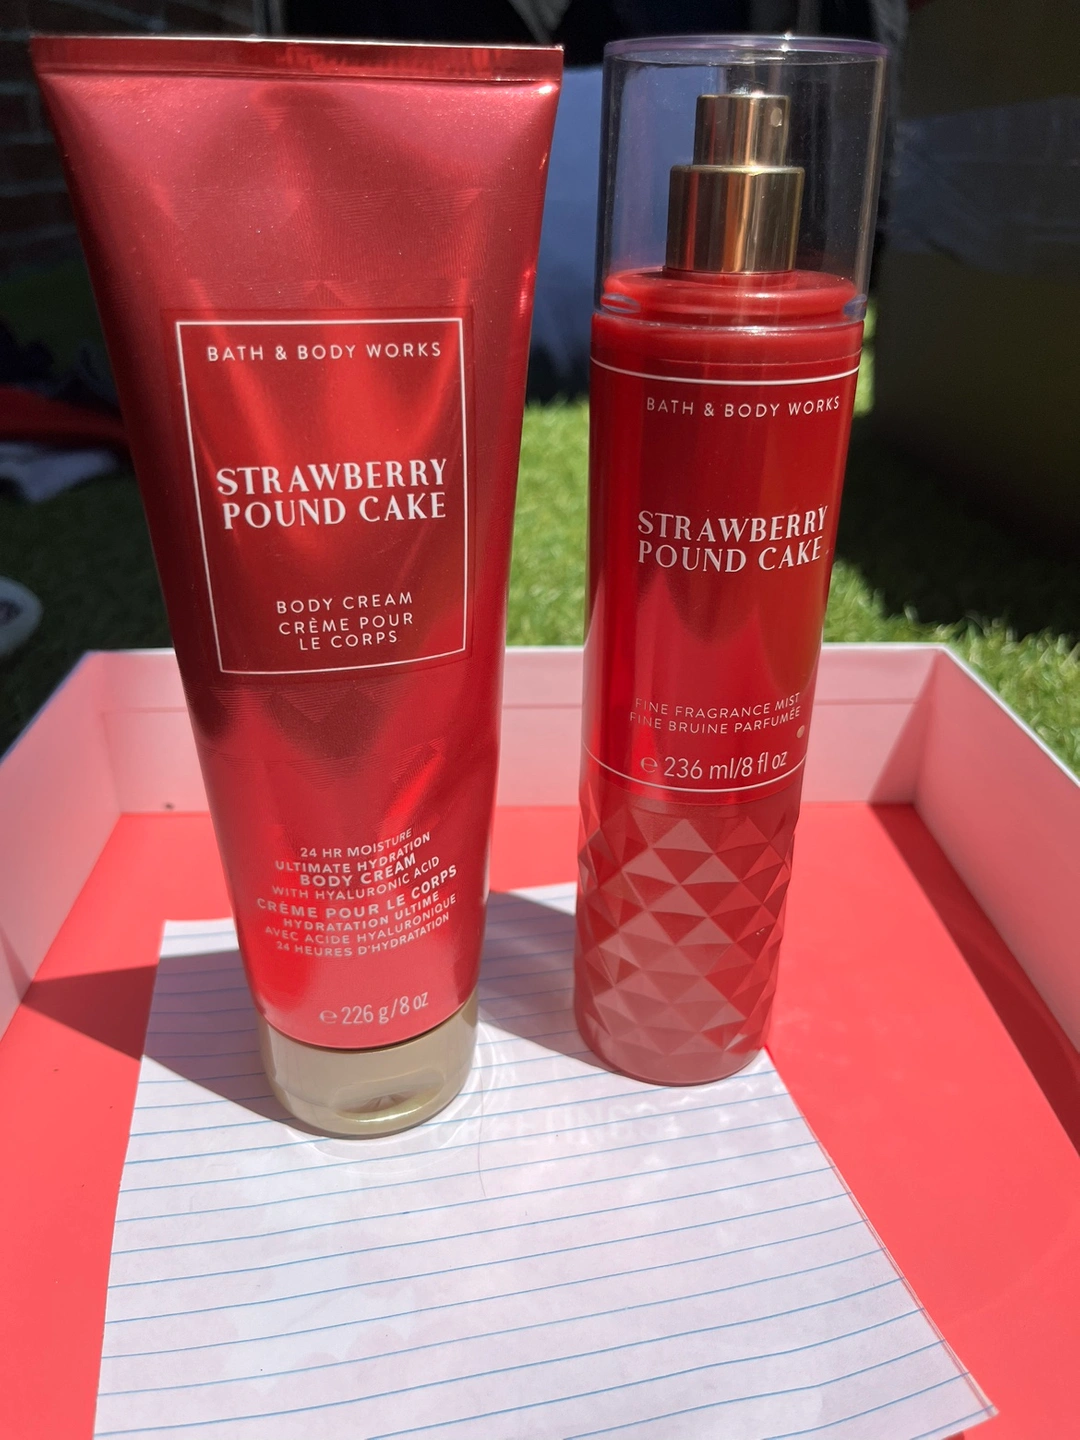 BATH & BODY WORKS
STRAWBERRY
POUND CAKE
BODY CREAM
CRÈME POUR
LE CORPS
24 HR MOISTURE
ULTIMATE HYDRATION
BODY CREAM
WITH HYALURONIC ACID
CRÈME POUR LE CORPS
HYDRATATION ULTIME
AVEC ACIDE HYALURONIQUE
24 HEURES D'HYDRATATION
℮ 226 g/8 oz
BATH & BODY WORKS
STRAWBERRY
POUND CAKE
FINE FRAGRANCE MIST
FINE BRUINE PARFUMÉE
℮ 236 ml/8 fl oz